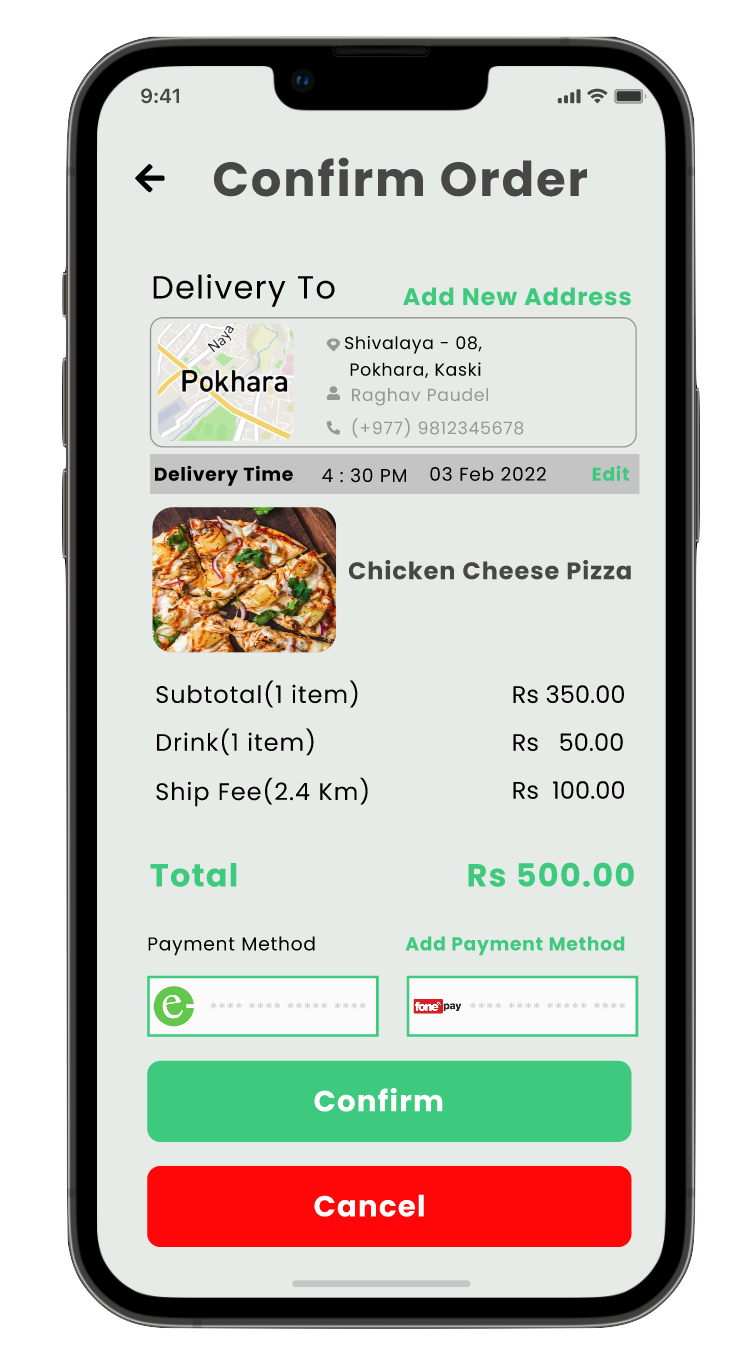 9:41
Confirm Order
Delivery To
Add New Address
Naya
Pokhara
Shivalaya - 08,
Pokhara, Kaski
Raghav Paudel
(+977) 9812345678
Delivery Time 4 : 30 PM 03 Feb 2022 Edit
Chicken Cheese Pizza
Subtotal(1 item) Rs 350.00
Drink(1 item) Rs 50.00
Ship Fee(2.4 Km) Rs 100.00
Total Rs 500.00
Payment Method Add Payment Method
e **** **** ***** **** fonepay **** **** ***** ****
Confirm
Cancel